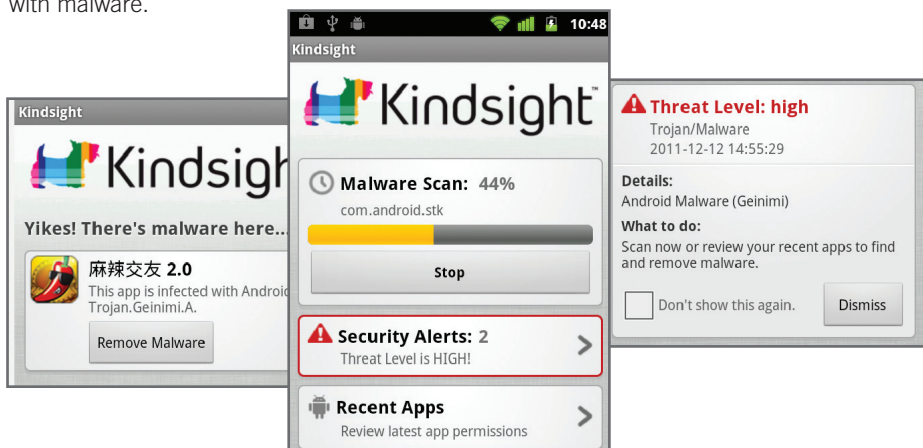 with malware.
Kindsight
Kindsigh
Yikes! There's malware here...
麻辣交友 2.0
This app is infected with Android
Trojan.Geinimi.A.
Remove Malware
10:48
Kindsight
Kindsight™
Malware Scan: 44%
com.android.stk
Stop
Security Alerts: 2
Threat Level is HIGH!
Recent Apps
Review latest app permissions
Threat Level: high
Trojan/Malware
2011-12-12 14:55:29
Details:
Android Malware (Geinimi)
What to do:
Scan now or review your recent apps to find
and remove malware.
Don't show this again.
Dismiss